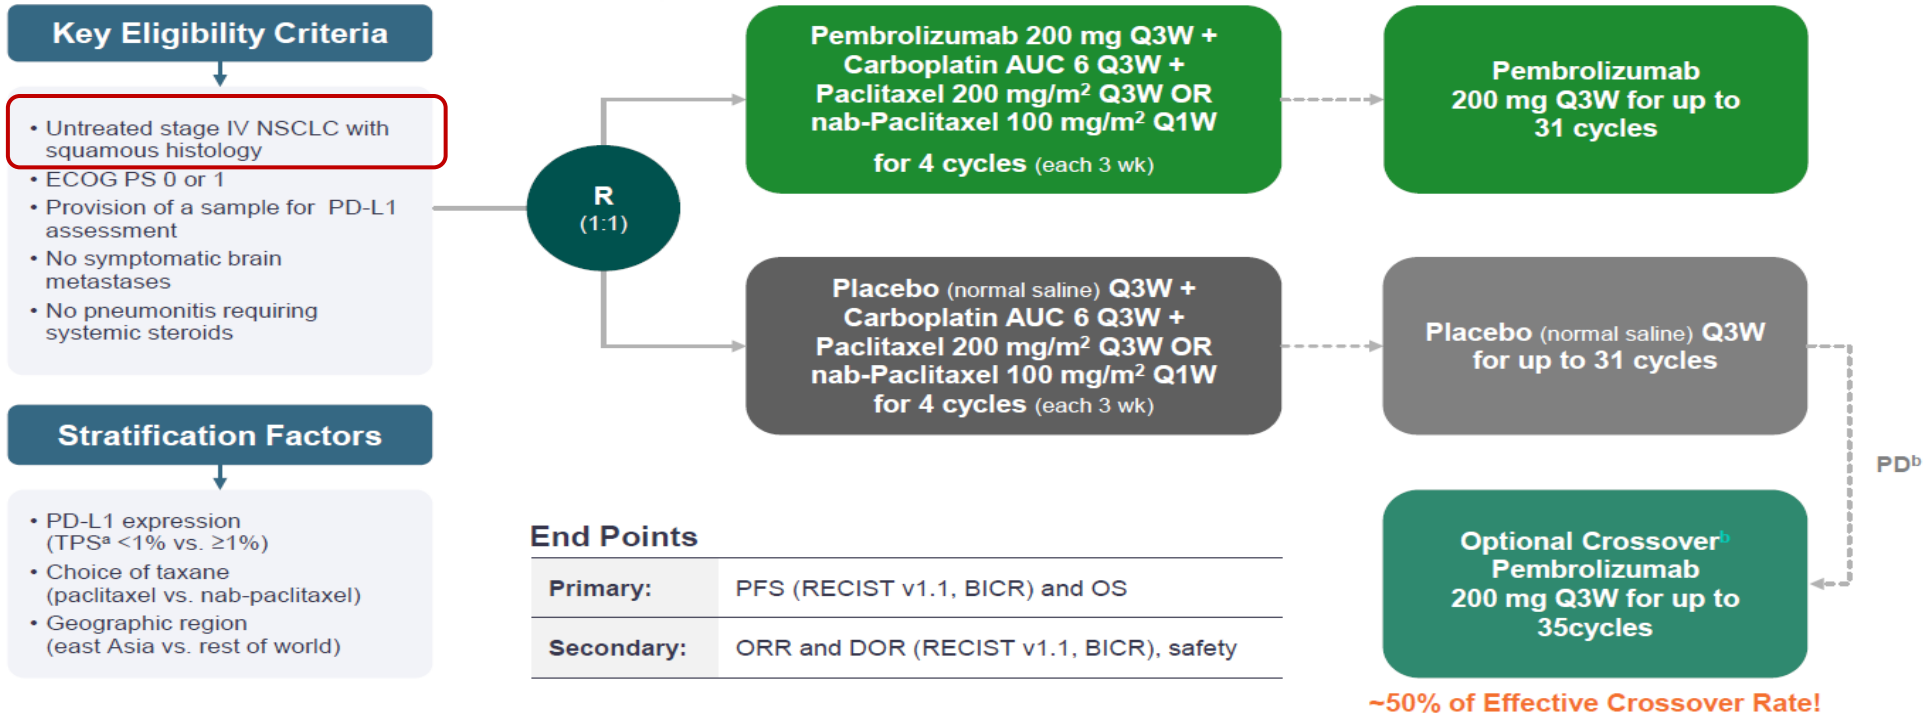 Key Eligibility Criteria
• Untreated stage IV NSCLC with
squamous histology
• ECOG PS 0 or 1
• Provision of a sample for PD-L1
assessment
• No symptomatic brain
metastases
• No pneumonitis requiring
systemic steroids
Stratification Factors
• PD-L1 expression
(TPSᵃ <1% vs. ≥1%)
• Choice of taxane
(paclitaxel vs. nab-paclitaxel)
• Geographic region
(east Asia vs. rest of world)
R
(1:1)
Pembrolizumab 200 mg Q3W +
Carboplatin AUC 6 Q3W +
Paclitaxel 200 mg/m² Q3W OR
nab-Paclitaxel 100 mg/m² Q1W
for 4 cycles (each 3 wk)
Pembrolizumab
200 mg Q3W for up to
31 cycles
Placebo (normal saline) Q3W +
Carboplatin AUC 6 Q3W +
Paclitaxel 200 mg/m² Q3W OR
nab-Paclitaxel 100 mg/m² Q1W
for 4 cycles (each 3 wk)
Placebo (normal saline) Q3W
for up to 31 cycles
PDᵇ
Optional Crossoverᵇ
Pembrolizumab
200 mg Q3W for up to
35cycles
~50% of Effective Crossover Rate!
End Points
Primary: PFS (RECIST v1.1, BICR) and OS
Secondary: ORR and DOR (RECIST v1.1, BICR), safety